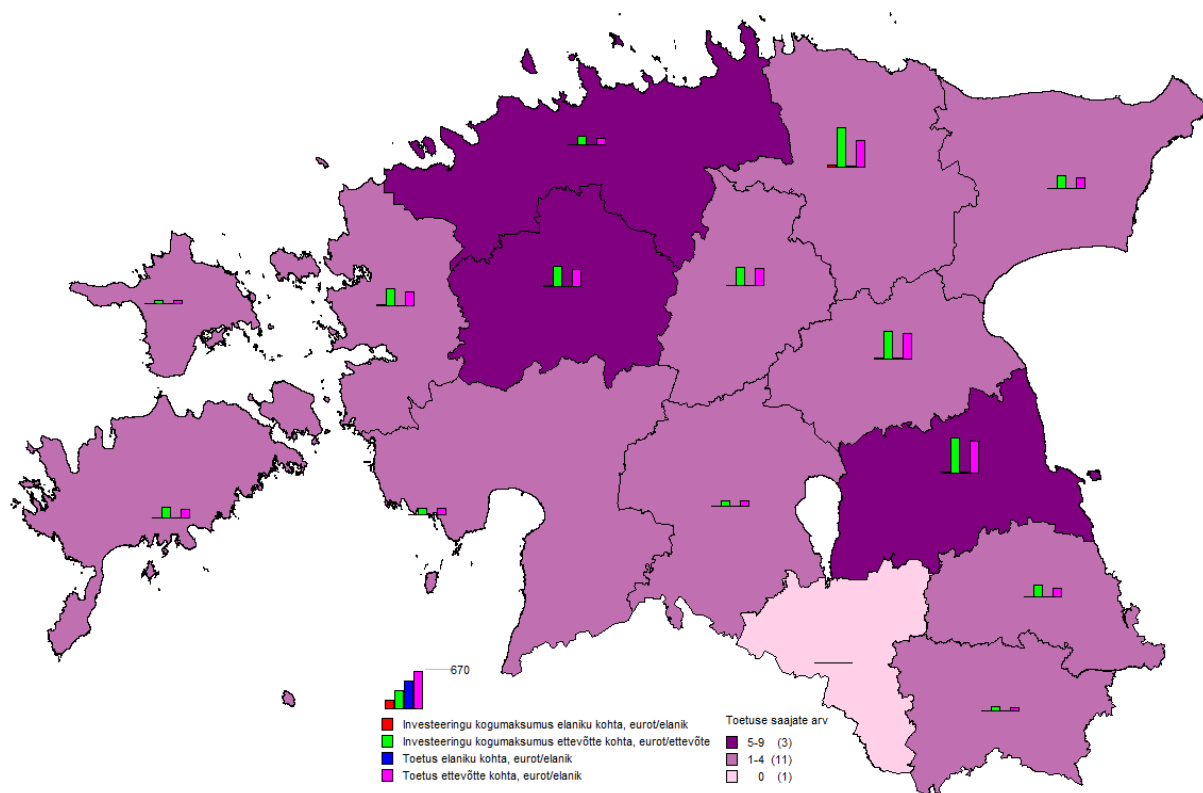 670
Investeeringu kogumaksumus elaniku kohta, eurot/elanik
Investeeringu kogumaksumus ettevõtte kohta, eurot/ettevõte
Toetus elaniku kohta, eurot/elanik
Toetus ettevõtte kohta, eurot/elanik
Toetuse saajate arv
5-9 (3)
1-4 (11)
0 (1)